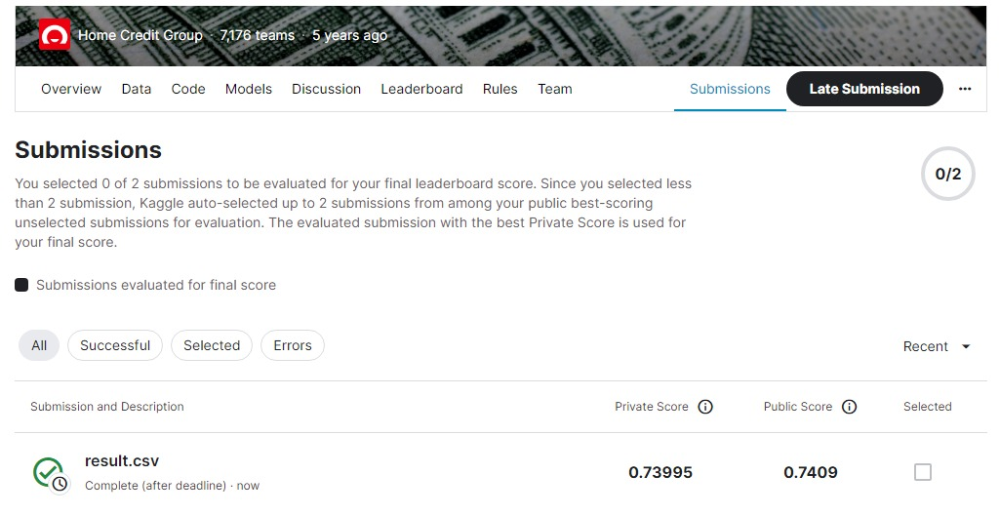 Home Credit Group · 7,176 teams · 5 years ago
Overview Data Code Models Discussion Leaderboard Rules Team Submissions Late Submission
Submissions
You selected 0 of 2 submissions to be evaluated for your final leaderboard score. Since you selected less
than 2 submission, Kaggle auto-selected up to 2 submissions from among your public best-scoring
unselected submissions for evaluation. The evaluated submission with the best Private Score is used for
your final score.
0/2
Submissions evaluated for final score
All Successful Selected Errors Recent
Submission and Description Private Score Public Score Selected
result.csv
Complete (after deadline) · now
0.73995 0.7409